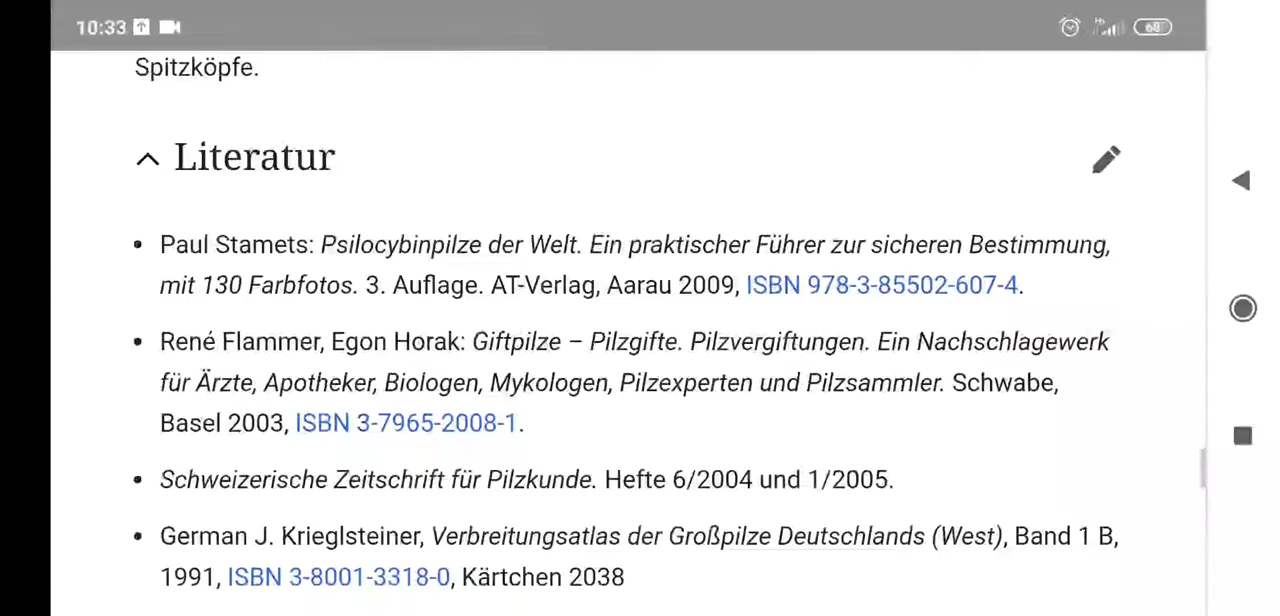 10:33
68
Spitzköpfe.
Literatur
• Paul Stamets: Psilocybinpilze der Welt. Ein praktischer Führer zur sicheren Bestimmung,
mit 130 Farbfotos. 3. Auflage. AT-Verlag, Aarau 2009, ISBN 978-3-85502-607-4.
• René Flammer, Egon Horak: Giftpilze – Pilzgifte. Pilzvergiftungen. Ein Nachschlagewerk
für Ärzte, Apotheker, Biologen, Mykologen, Pilzexperten und Pilzsammler. Schwabe,
Basel 2003, ISBN 3-7965-2008-1.
• Schweizerische Zeitschrift für Pilzkunde. Hefte 6/2004 und 1/2005.
• German J. Krieglsteiner, Verbreitungsatlas der Großpilze Deutschlands (West), Band 1 B,
1991, ISBN 3-8001-3318-0, Kärtchen 2038